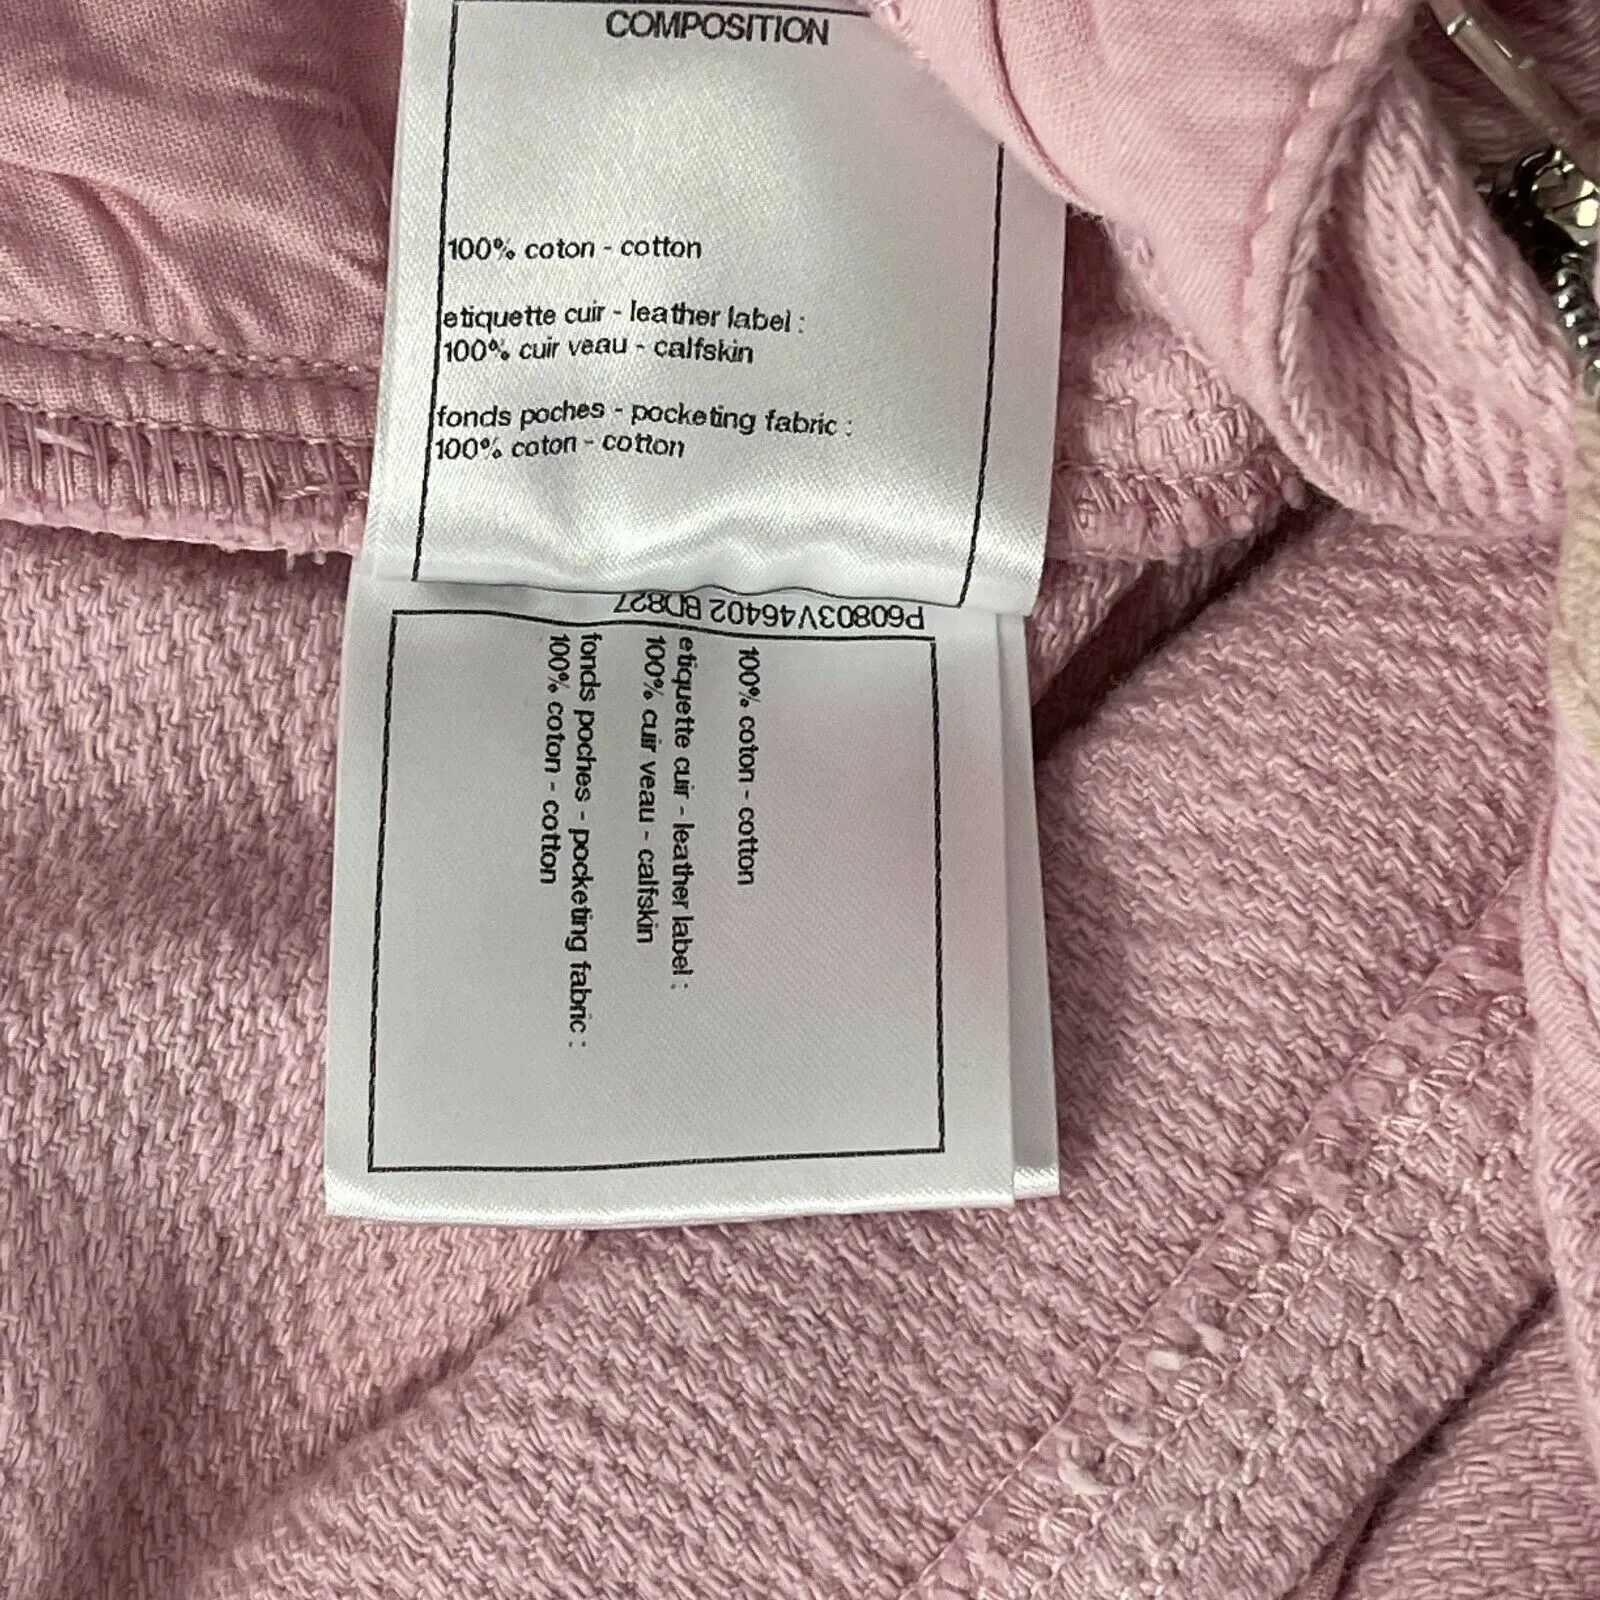 COMPOSITION
100% coton - cotton
etiquette cuir - leather label :
100% cuir veau - calfskin
fonds poches - pocketing fabric :
100% coton - cotton
P60803V46402 BD827
100% coton - cotton
etiquette cuir - leather label :
100% cuir veau - calfskin
fonds poches - pocketing fabric :
100% coton - cotton